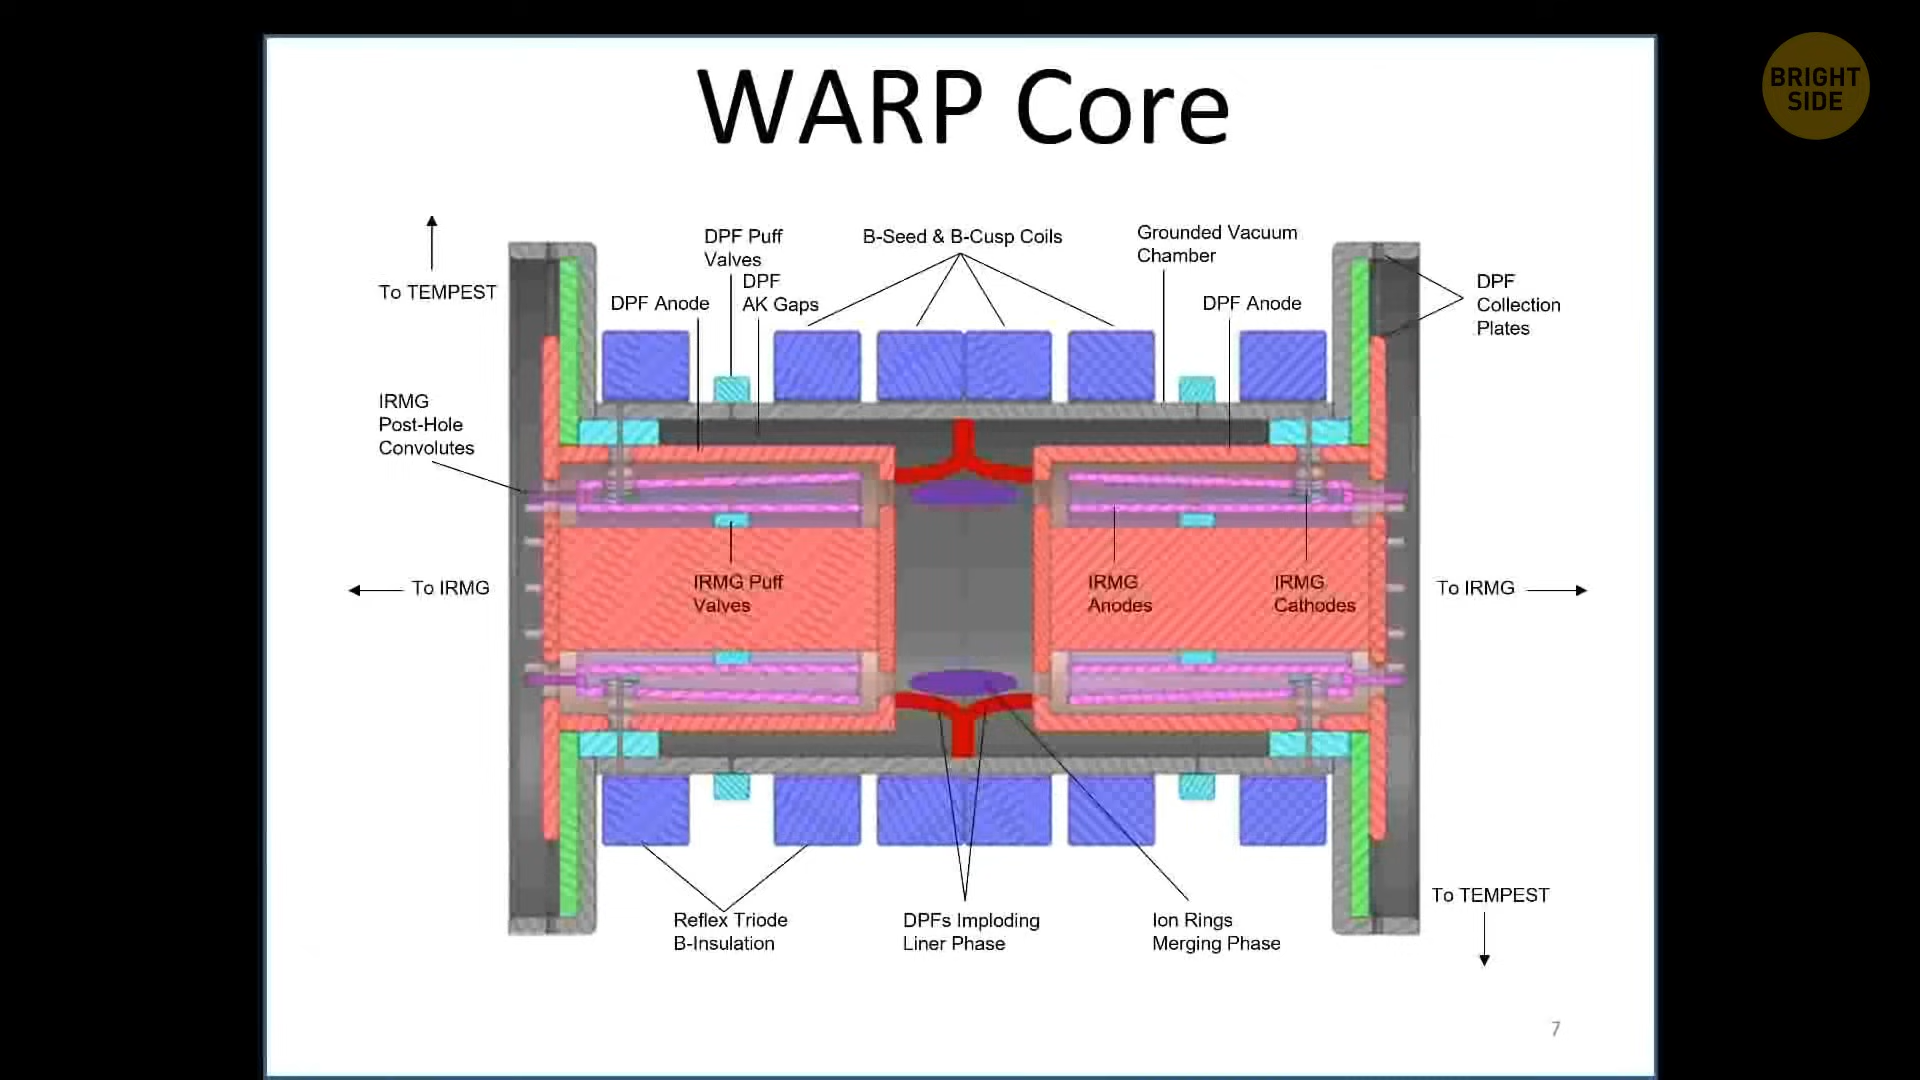 WARP Core
BRIGHT
SIDE
DPF Puff
Valves
B-Seed & B-Cusp Coils
Grounded Vacuum
Chamber
To TEMPEST
DPF Anode
DPF
AK Gaps
DPF Anode
DPF
Collection
Plates
IRMG
Post-Hole
Convolutes
To IRMG
IRMG Puff
Valves
IRMG
Anodes
IRMG
Cathodes
To IRMG
To TEMPEST
Reflex Triode
B-Insulation
DPFs Imploding
Liner Phase
Ion Rings
Merging Phase
7